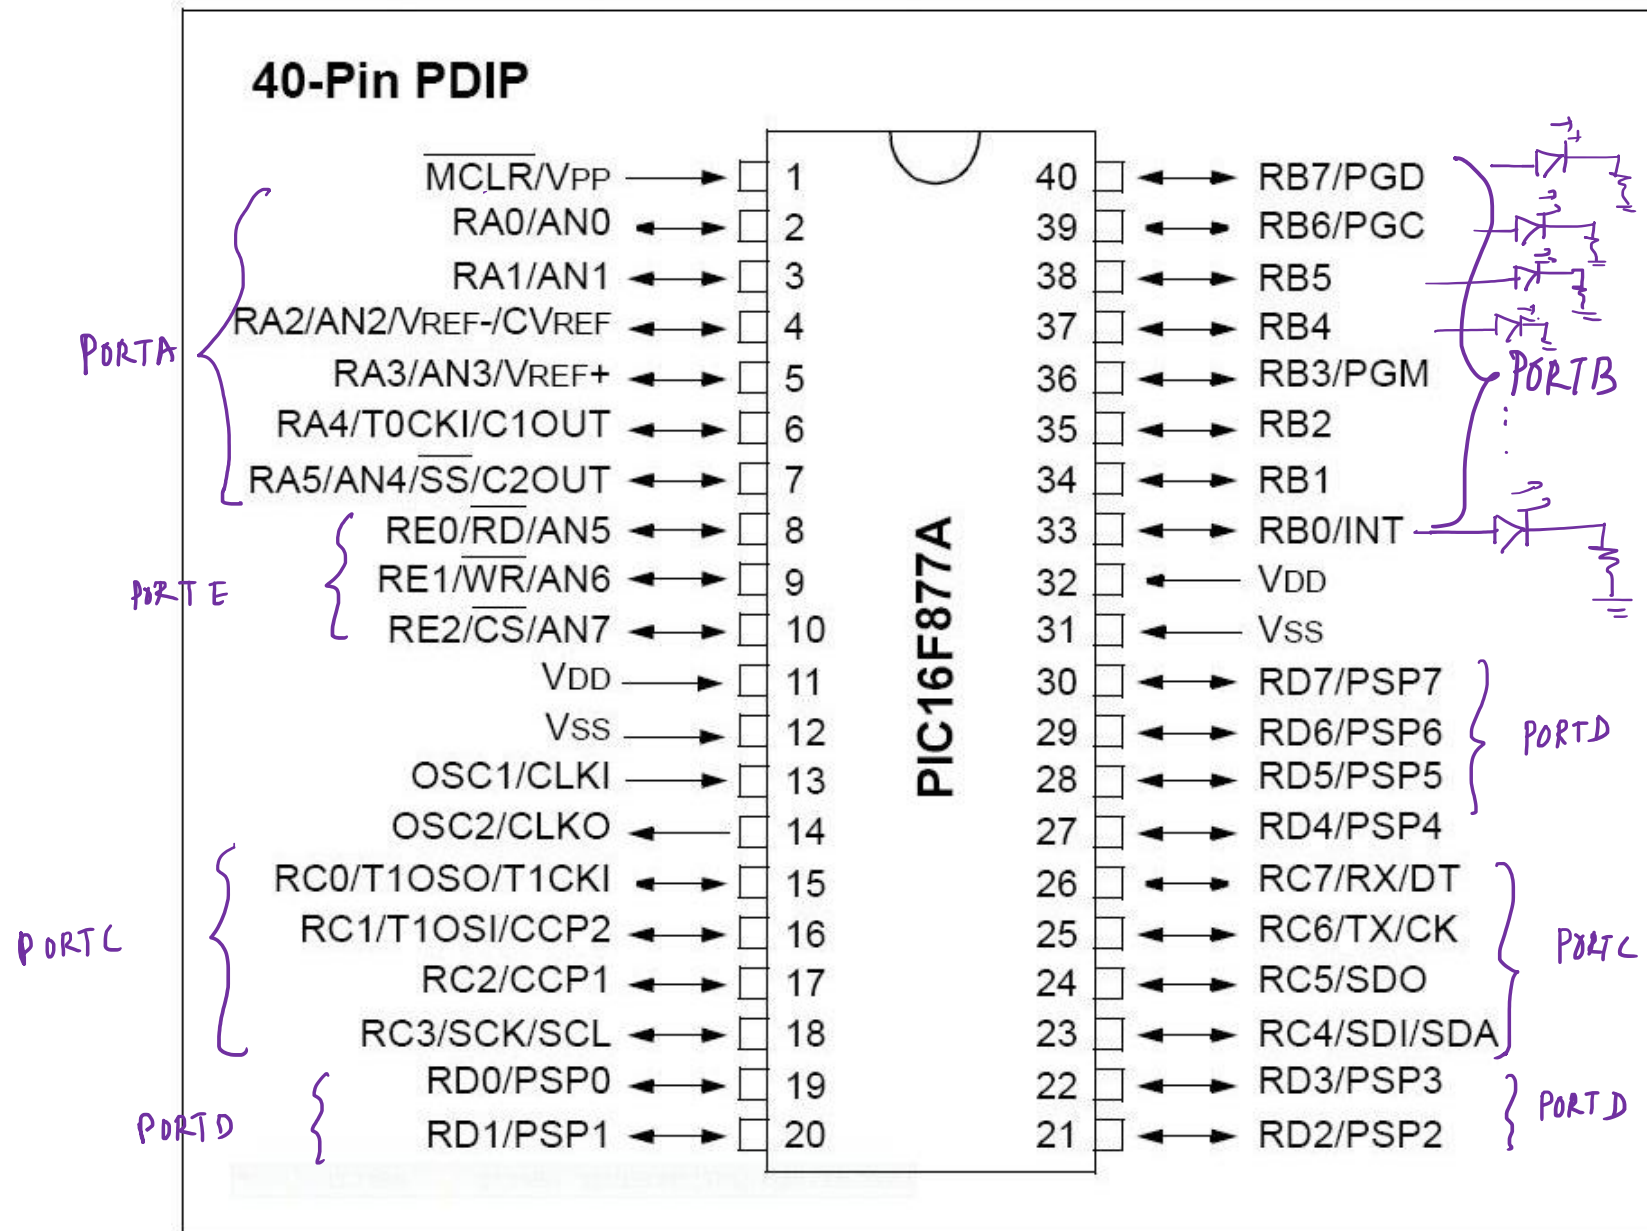 40-Pin PDIP
MCLR/VPP 1 40 RB7/PGD
RA0/AN0 2 39 RB6/PGC
RA1/AN1 3 38 RB5
RA2/AN2/VREF-/CVREF 4 37 RB4
PORTA
RA3/AN3/VREF+ 5 36 RB3/PGM
PORTB
RA4/T0CKI/C1OUT 6 35 RB2
RA5/AN4/SS/C2OUT 7 34 RB1
RE0/RD/AN5 8 33 RB0/INT
RE1/WR/AN6 9 32 VDD
PORT E
RE2/CS/AN7 10 31 VSS
VDD 11 30 RD7/PSP7
VSS 12 29 RD6/PSP6
PORTD
OSC1/CLKI 13 28 RD5/PSP5
OSC2/CLKO 14 27 RD4/PSP4
RC0/T1OSO/T1CKI 15 26 RC7/RX/DT
RC1/T1OSI/CCP2 16 25 RC6/TX/CK
PORTC
PORTC
RC2/CCP1 17 24 RC5/SDO
RC3/SCK/SCL 18 23 RC4/SDI/SDA
RD0/PSP0 19 22 RD3/PSP3
PORTD
PORTD
RD1/PSP1 20 21 RD2/PSP2
PIC16F877A